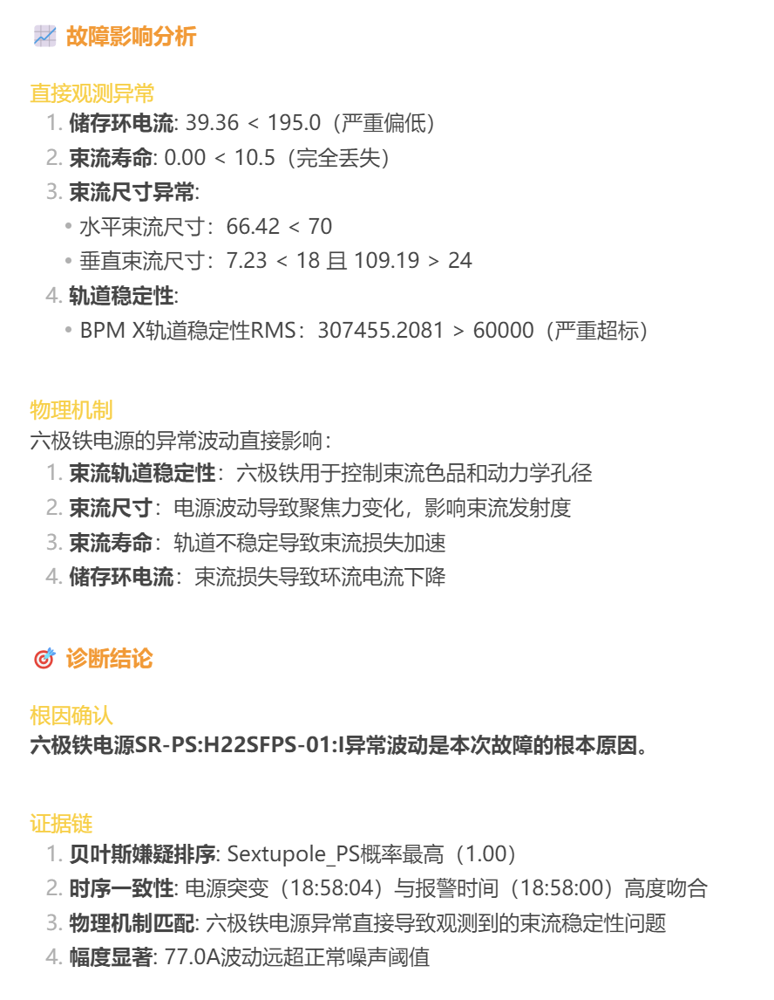 📈 故障影响分析
直接观测异常
1. 储存环电流: 39.36 < 195.0（严重偏低）
2. 束流寿命: 0.00 < 10.5（完全丢失）
3. 束流尺寸异常:
• 水平束流尺寸：66.42 < 70
• 垂直束流尺寸：7.23 < 18 且 109.19 > 24
4. 轨道稳定性:
• BPM X轨道稳定性RMS：307455.2081 > 60000（严重超标）
物理机制
六极铁电源的异常波动直接影响：
1. 束流轨道稳定性：六极铁用于控制束流色品和动力学孔径
2. 束流尺寸：电源波动导致聚焦力变化，影响束流发射度
3. 束流寿命：轨道不稳定导致束流损失加速
4. 储存环电流：束流损失导致环流电流下降
🎯 诊断结论
根因确认
六极铁电源SR-PS:H22SFPS-01:I异常波动是本次故障的根本原因。
证据链
1. 贝叶斯嫌疑排序: Sextupole_PS概率最高（1.00）
2. 时序一致性: 电源突变（18:58:04）与报警时间（18:58:00）高度吻合
3. 物理机制匹配: 六极铁电源异常直接导致观测到的束流稳定性问题
4. 幅度显著: 77.0A波动远超正常噪声阈值